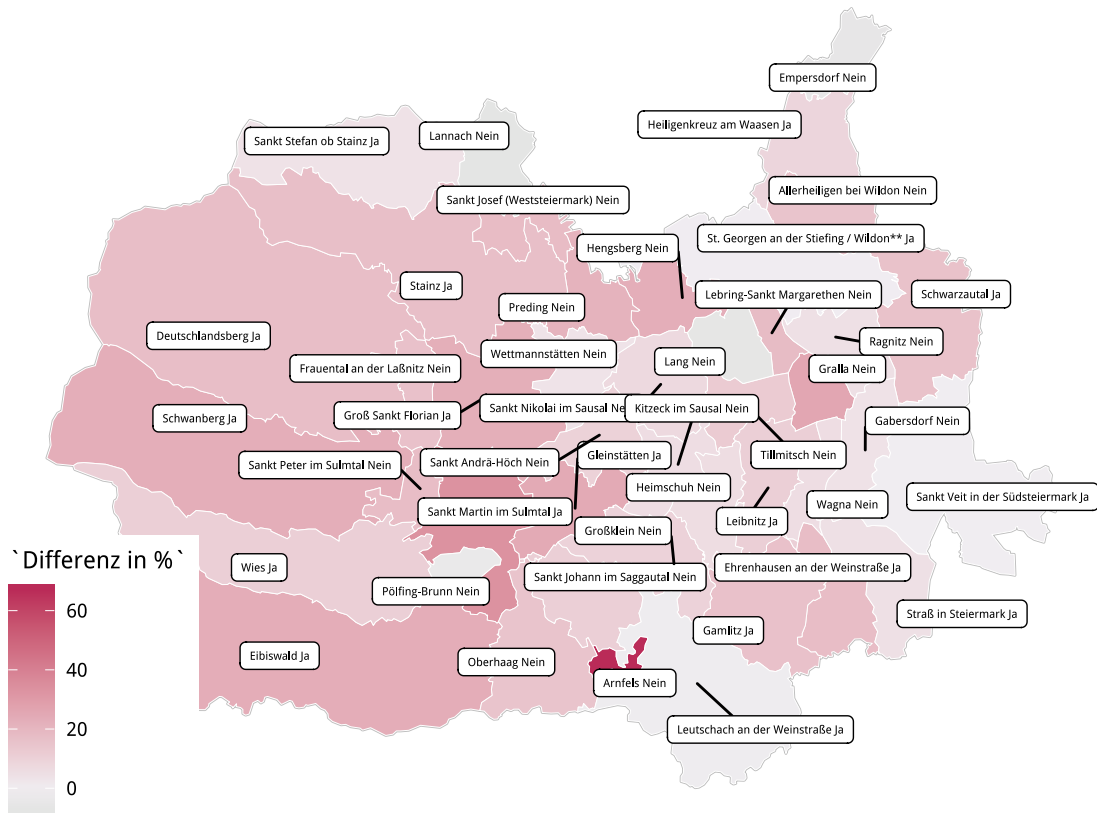 Empersdorf Nein
Heiligenkreuz am Waasen Ja
Sankt Stefan ob Stainz Ja
Lannach Nein
Allerheiligen bei Wildon Nein
Sankt Josef (Weststeiermark) Nein
St. Georgen an der Stiefing / Wildon** Ja
Hengsberg Nein
Stainz Ja
Lebring-Sankt Margarethen Nein
Schwarzautal Ja
Preding Nein
Deutschlandsberg Ja
Ragnitz Nein
Wettmannstätten Nein
Lang Nein
Gralla Nein
Frauental an der Laßnitz Nein
Schwanberg Ja
Groß Sankt Florian Ja
Sankt Nikolai im Sausal Ne
Kitzeck im Sausal Nein
Gabersdorf Nein
Sankt Peter im Sulmtal Nein
Sankt Andrä-Höch Nein
Gleinstätten Ja
Tillmitsch Nein
Heimschuh Nein
Sankt Veit in der Südsteiermark Ja
Wagna Nein
Sankt Martin im Sulmtal Ja
Leibnitz Ja
Großklein Nein
`Differenz in %`
Wies Ja
Sankt Johann im Saggautal Nein
Ehrenhausen an der Weinstraße Ja
Pölfing-Brunn Nein
60
Straß in Steiermark Ja
Gamlitz Ja
Eibiswald Ja
Oberhaag Nein
40
Arnfels Nein
20
Leutschach an der Weinstraße Ja
0